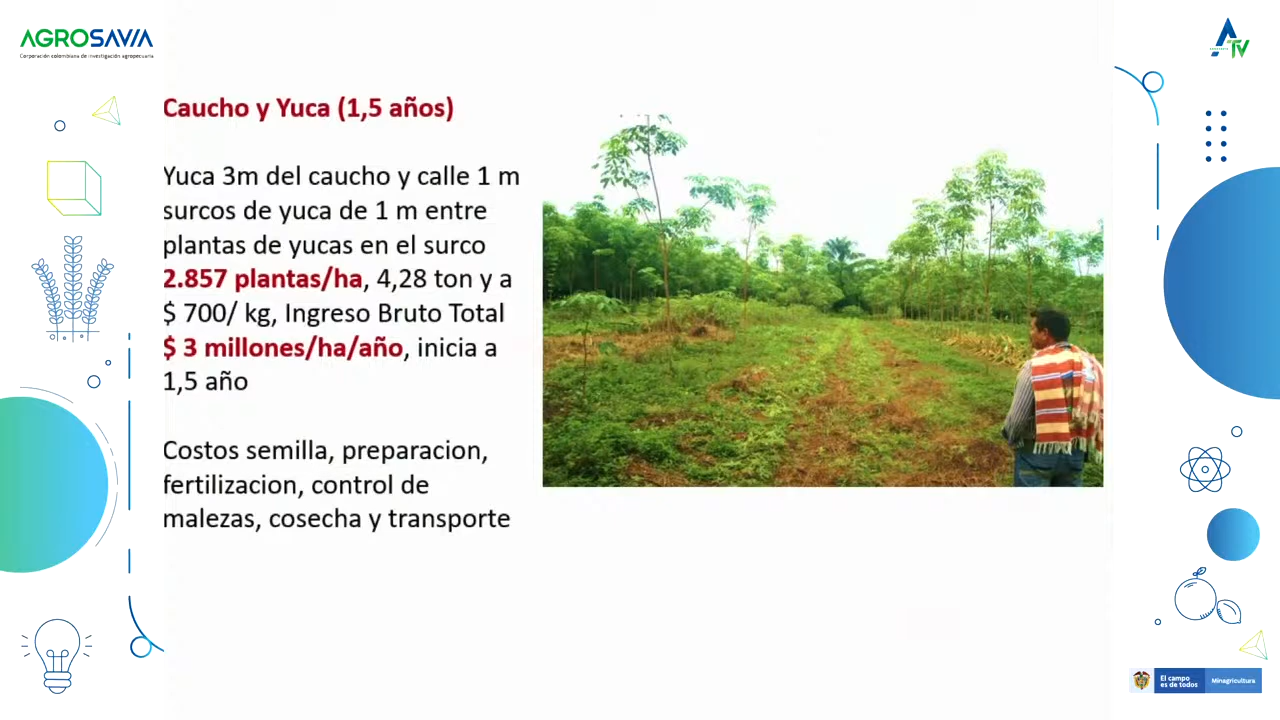 AGROSAVIA
Corporación colombiana de investigación agropecuaria
TV
Caucho y Yuca (1,5 años)
Yuca 3m del caucho y calle 1 m
surcos de yuca de 1 m entre
plantas de yucas en el surco
2.857 plantas/ha, 4,28 ton y a
$ 700/ kg, Ingreso Bruto Total
$ 3 millones/ha/año, inicia a
1,5 año
Costos semilla, preparacion,
fertilizacion, control de
malezas, cosecha y transporte
El campo
es de todos
Minagricultura